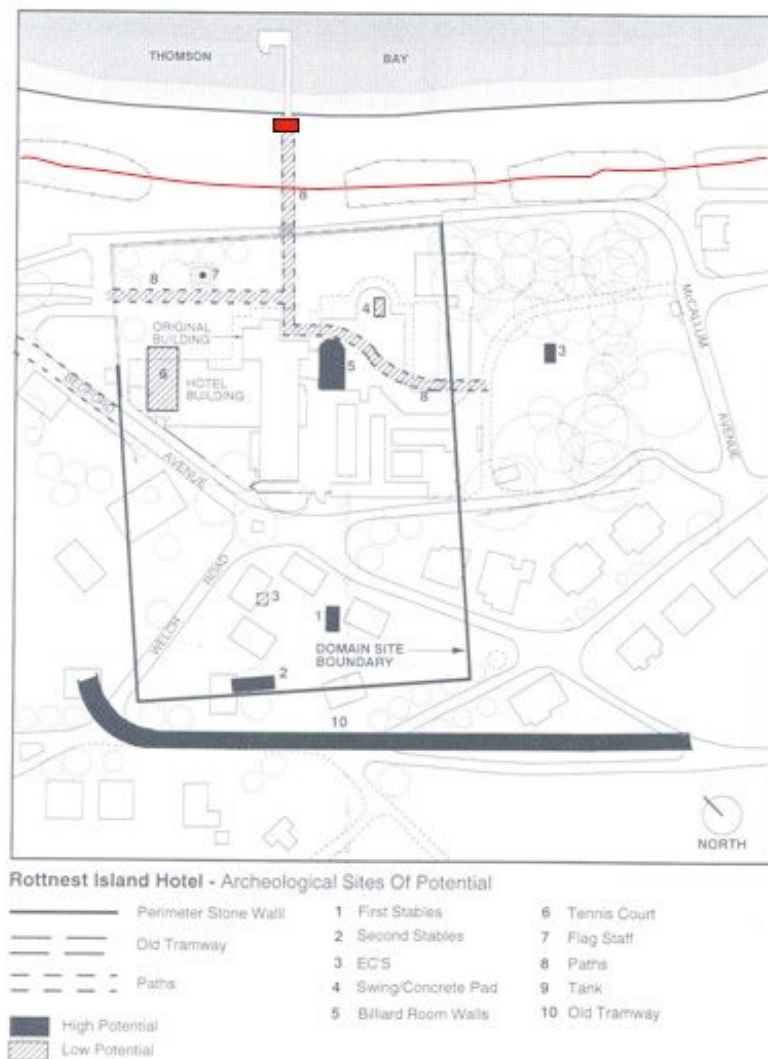 THOMSON BAY
8
8
7
4
ORIGINAL
BUILDING
McCALLUM
3
5
6
HOTEL
BUILDING
8
BEDFORD
AVENUE
AVENUE
ROAD
3
1
WELCH
DOMAIN SITE
BOUNDARY
2
10
NORTH
Rottnest Island Hotel - Archeological Sites Of Potential
Perimeter Stone Walll
Old Tramway
Paths
High Potential
Low Potential
1 First Stables
2 Second Stables
3 EC'S
4 Swing/Concrete Pad
5 Billiard Room Walls
6 Tennis Court
7 Flag Staff
8 Paths
9 Tank
10 Old Tramway